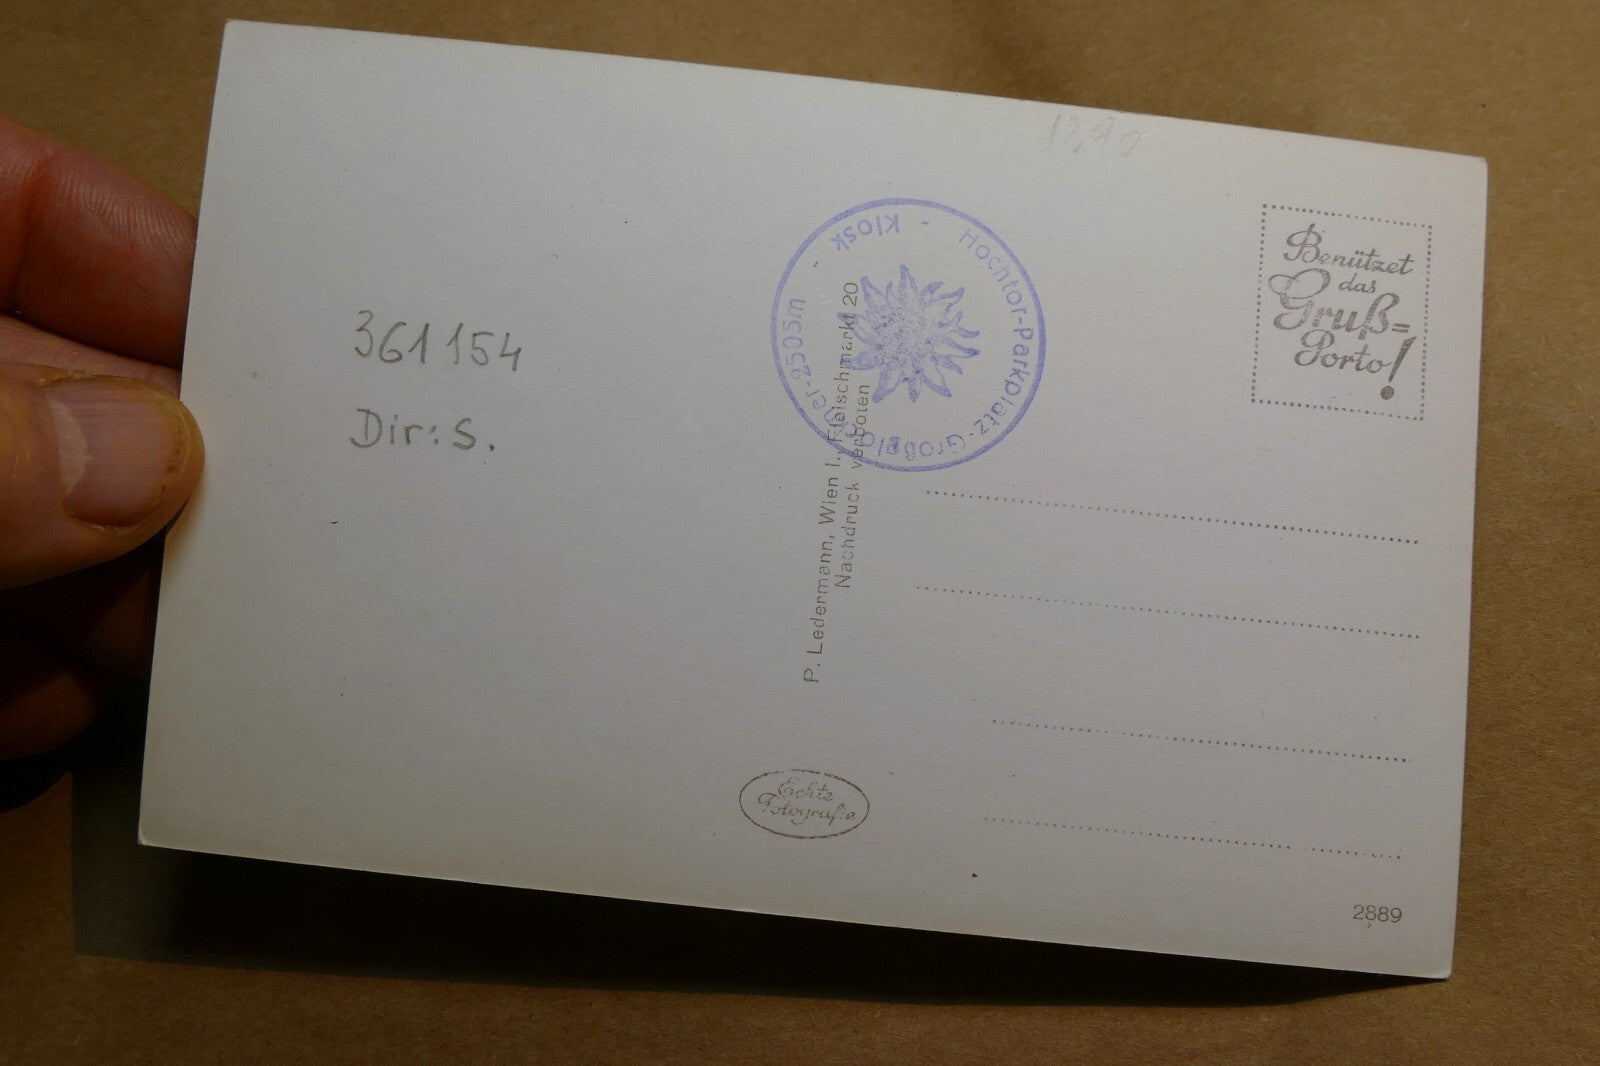 1890
Hochtor-Parkplatz-Großglockner-2505m - Kiosk -
Benützet
das
Gruß=
Porto!
361154
Dir: S.
P. Ledermann, Wien I., Fleischmarkt 20
Nachdruck verboten
Echte
Fotografie
2889